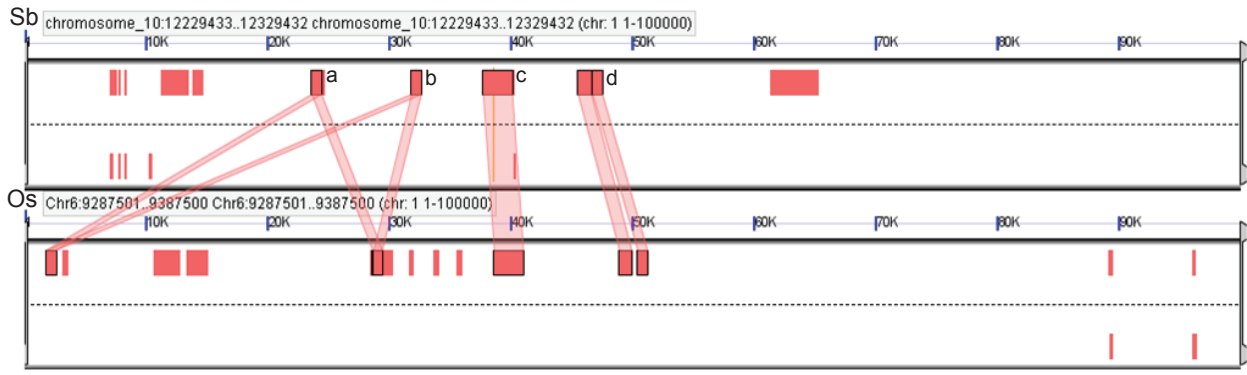 Sb
chromosome_10:12229433..12329432 chromosome_10:12229433..12329432 (chr: 1 1-100000)
10K 20K 30K 40K 50K 60K 70K 80K 90K
a b c d
Os
Chr6:9287501..9387500 Chr6:9287501..9387500 (chr: 1 1-100000)
10K 20K 30K 40K 50K 60K 70K 80K 90K